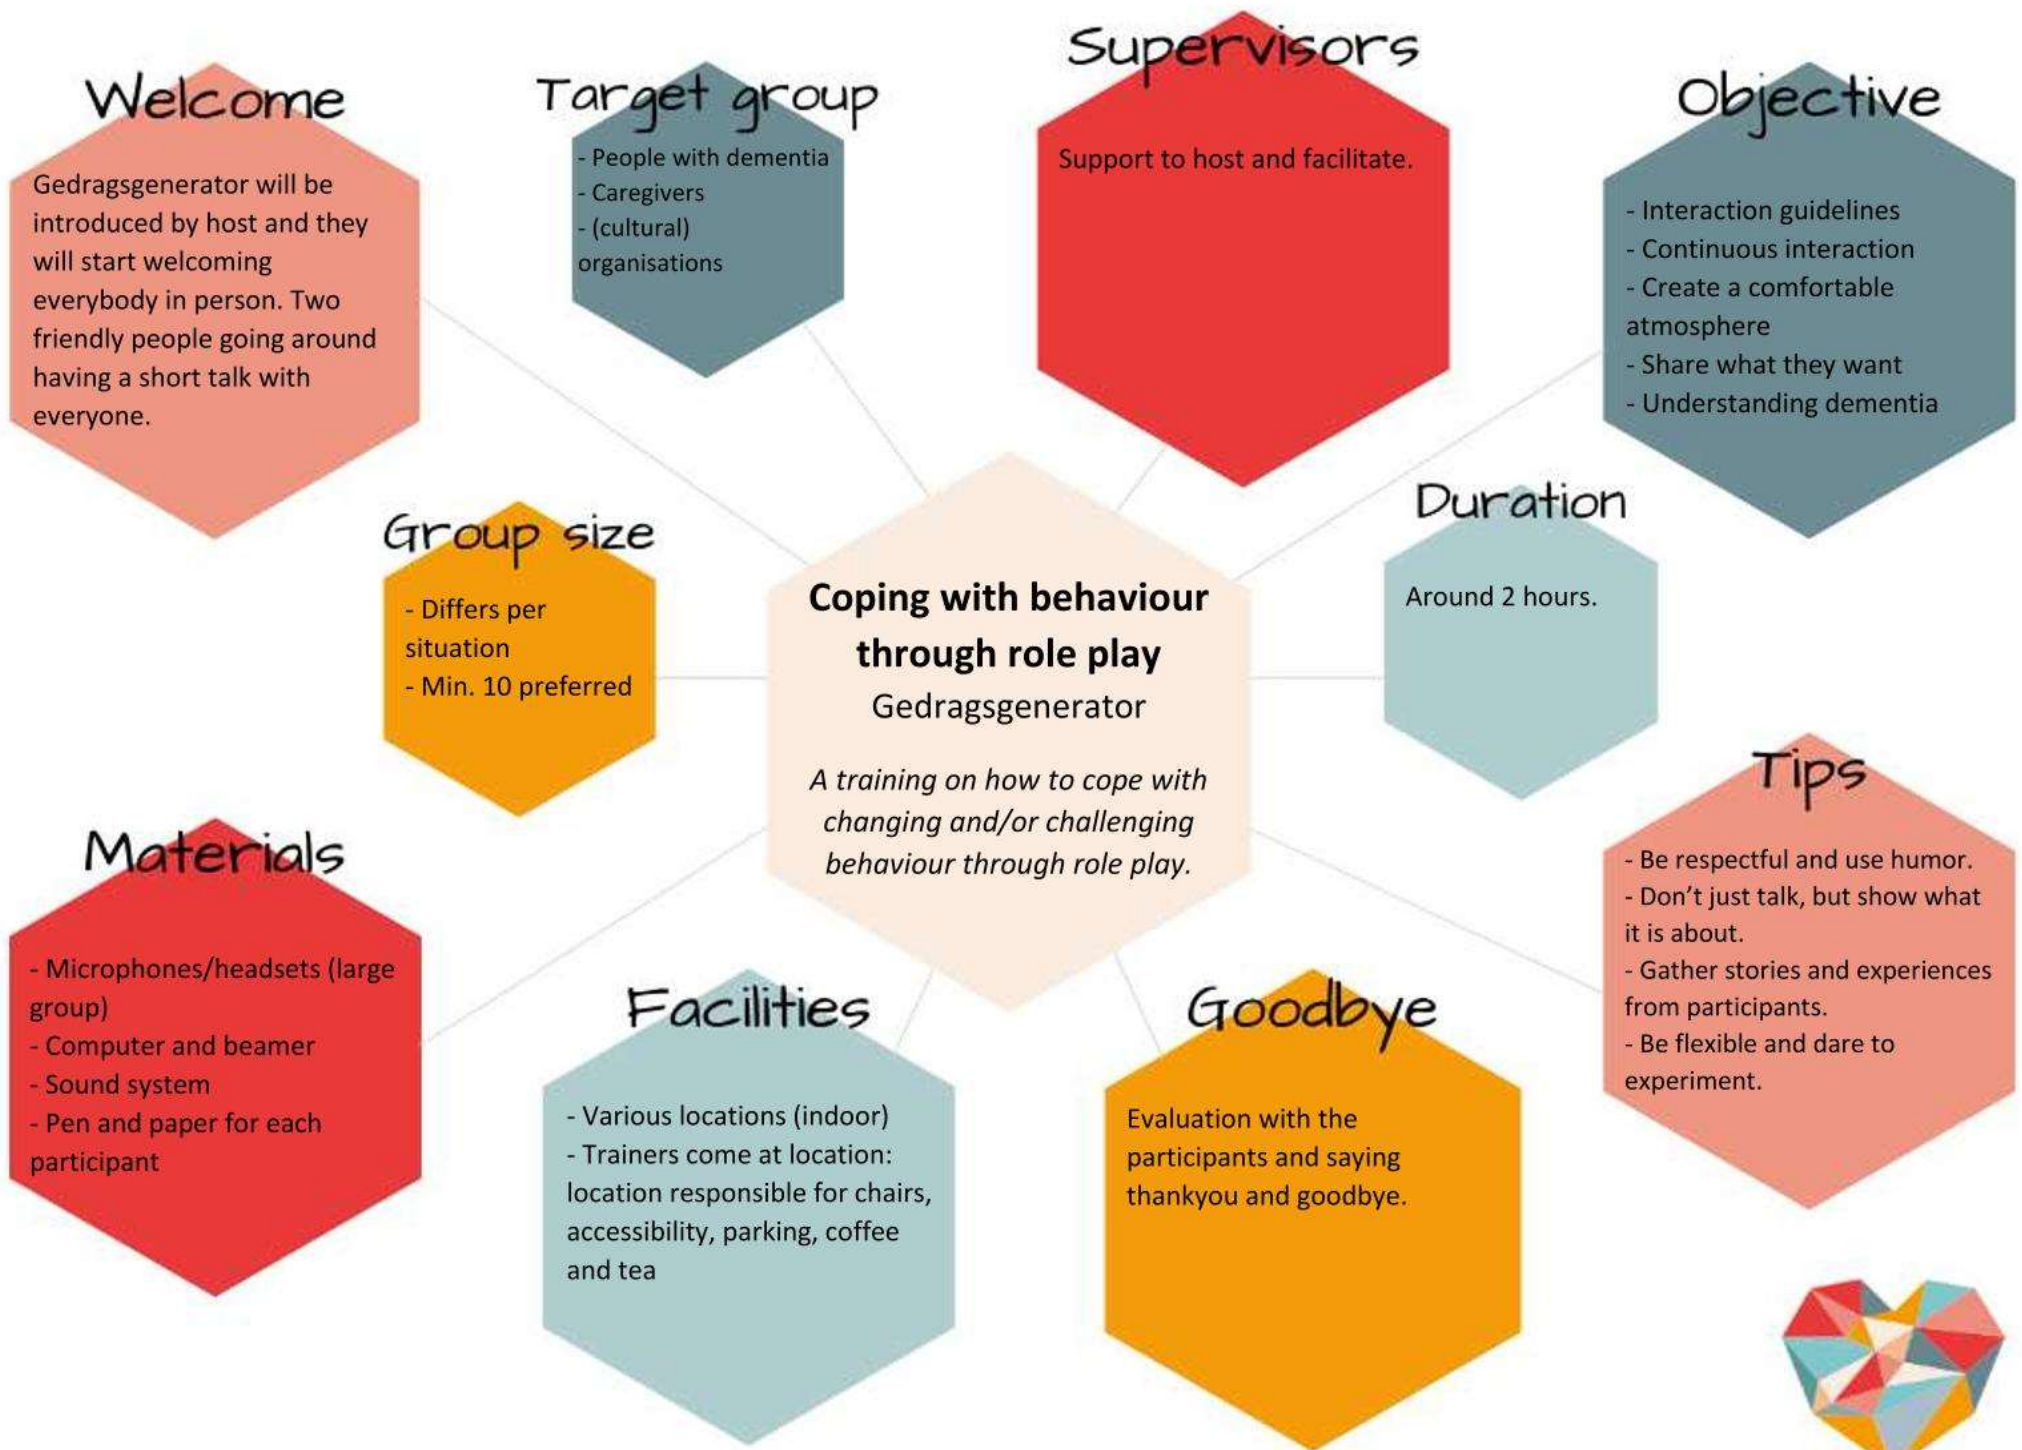 Welcome
Gedragsgenerator will be
introduced by host and they
will start welcoming
everybody in person. Two
friendly people going around
having a short talk with
everyone.
Target group
- People with dementia
- Caregivers
- (cultural)
organisations
Supervisors
Support to host and facilitate.
Objective
- Interaction guidelines
- Continuous interaction
- Create a comfortable
atmosphere
- Share what they want
- Understanding dementia
Group size
- Differs per
situation
- Min. 10 preferred
Coping with behaviour
through role play
Gedragsgenerator
A training on how to cope with
changing and/or challenging
behaviour through role play.
Duration
Around 2 hours.
Materials
- Microphones/headsets (large
group)
- Computer and beamer
- Sound system
- Pen and paper for each
participant
Facilities
- Various locations (indoor)
- Trainers come at location:
location responsible for chairs,
accessibility, parking, coffee
and tea
Goodbye
Evaluation with the
participants and saying
thankyou and goodbye.
Tips
- Be respectful and use humor.
- Don't just talk, but show what
it is about.
- Gather stories and experiences
from participants.
- Be flexible and dare to
experiment.